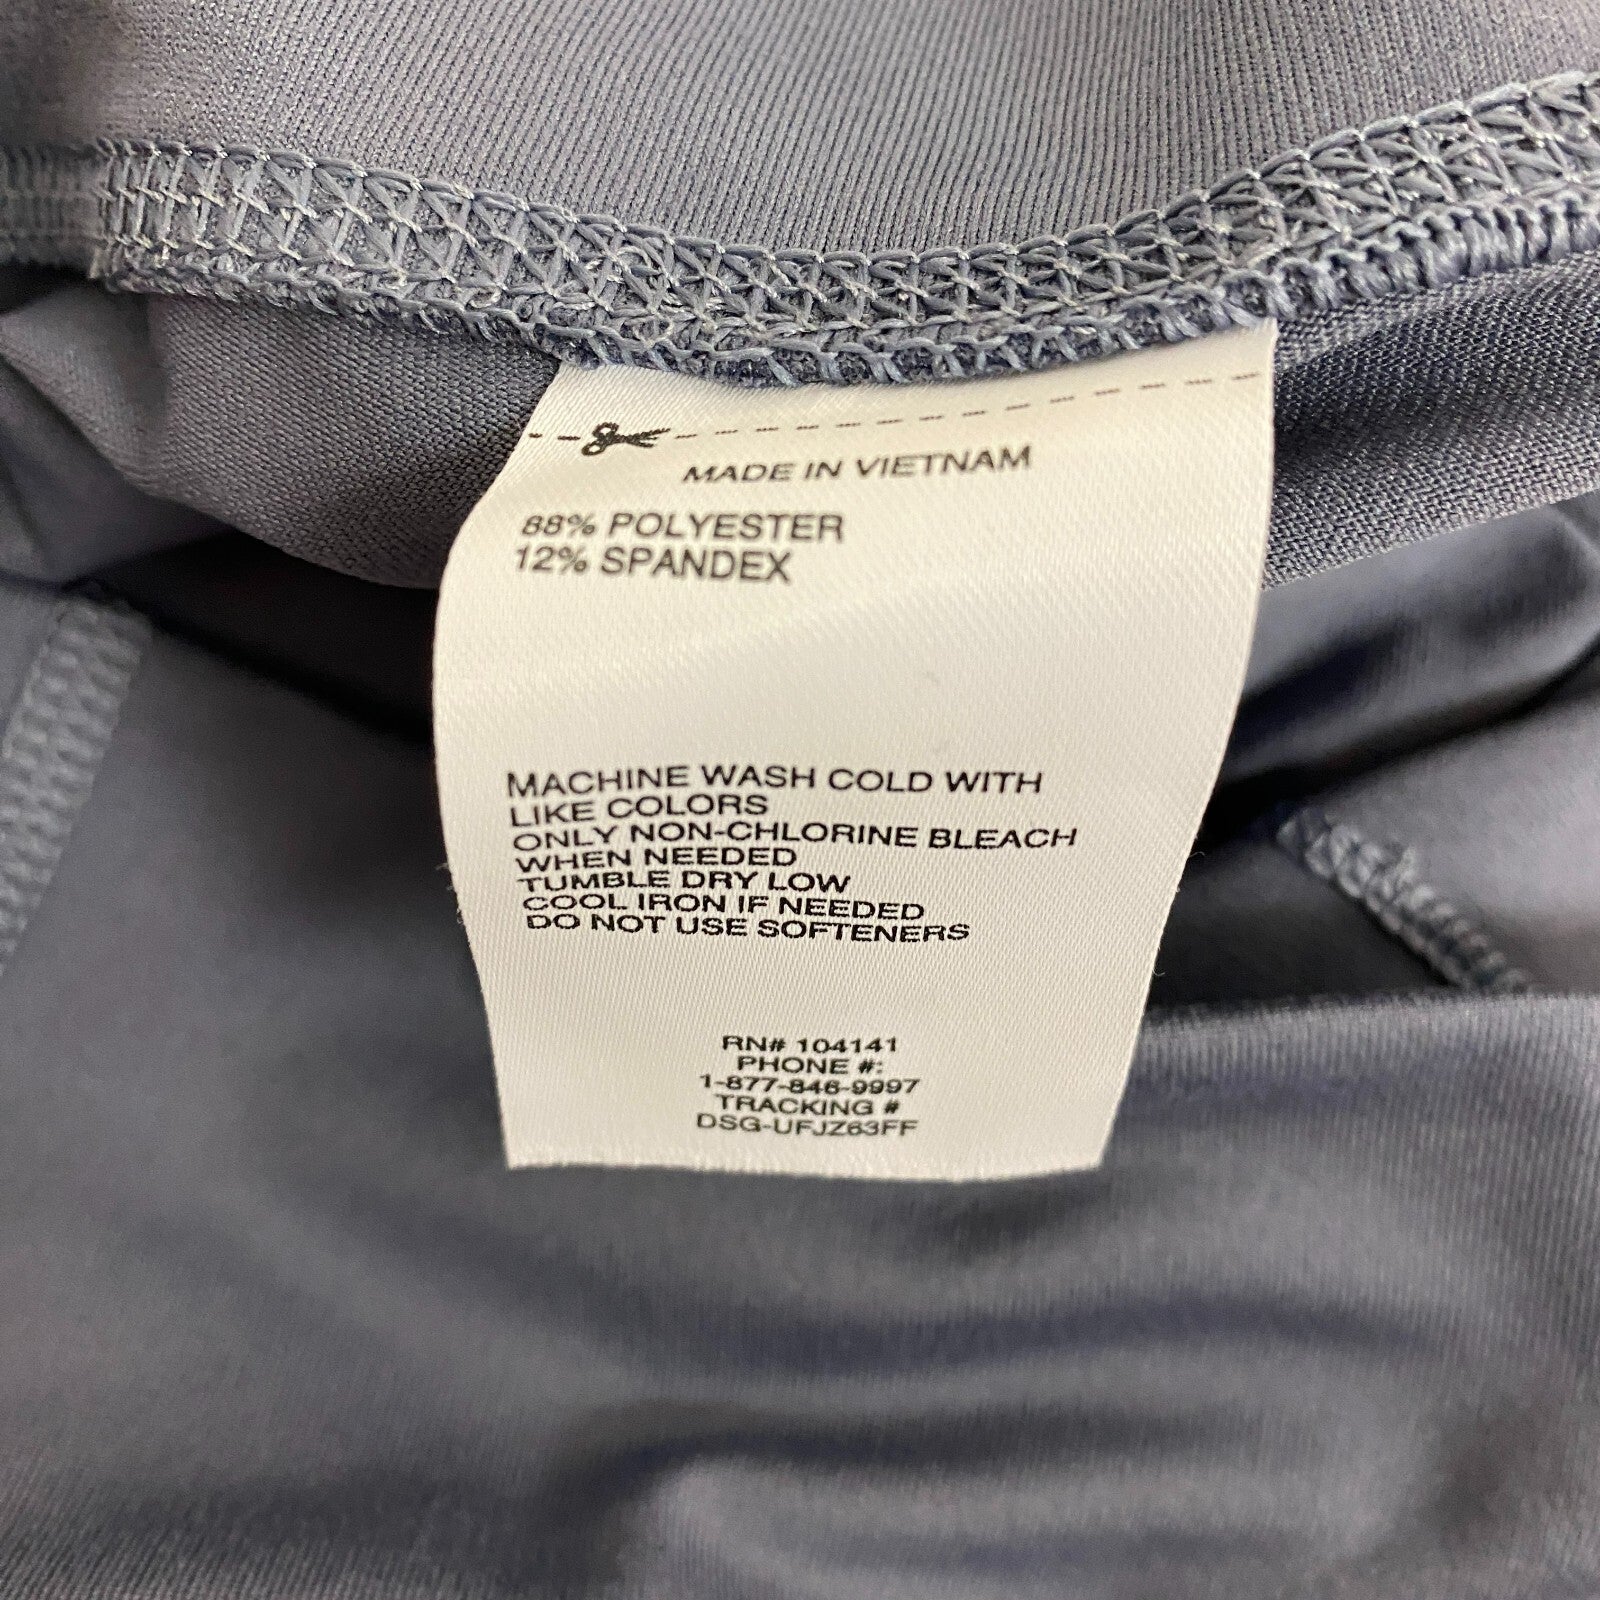 MADE IN VIETNAM
88% POLYESTER
12% SPANDEX
MACHINE WASH COLD WITH
LIKE COLORS
ONLY NON-CHLORINE BLEACH
WHEN NEEDED
TUMBLE DRY LOW
COOL IRON IF NEEDED
DO NOT USE SOFTENERS
RN# 104141
PHONE #:
1-877-846-9997
TRACKING #
DSG-UFJZ63FF